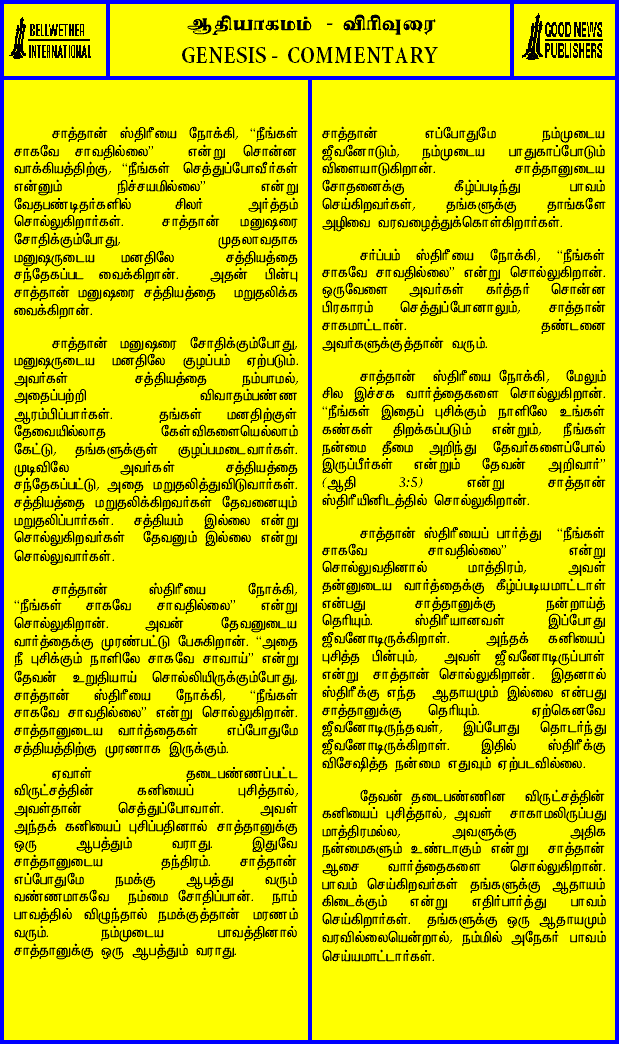 BELLWETHER
INTERNATIONAL
ஆதியாகமம் - விரிவுரை
GENESIS - COMMENTARY
GOOD NEWS
PUBLISHERS
சாத்தான் ஸ்திரீயை நோக்கி, “நீங்கள்
சாகவே சாவதில்லை” என்று சொன்ன
வாக்கியத்திற்கு, “நீங்கள் செத்துப்போவீர்கள்
என்னும் நிச்சயமில்லை” என்று
வேதபண்டிதர்களில் சிலர் அர்த்தம்
சொல்லுகிறார்கள். சாத்தான் மனுஷரை
சோதிக்கும்போது, முதலாவதாக
மனுஷருடைய மனதிலே சத்தியத்தை
சந்தேகப்பட வைக்கிறான். அதன் பின்பு
சாத்தான் மனுஷரை சத்தியத்தை மறுதலிக்க
வைக்கிறான்.
சாத்தான் மனுஷரை சோதிக்கும்போது,
மனுஷருடைய மனதிலே குழப்பம் ஏற்படும்.
அவர்கள் சத்தியத்தை நம்பாமல்,
அதைப்பற்றி விவாதம்பண்ண
ஆரம்பிப்பார்கள். தங்கள் மனதிற்குள்
தேவையில்லாத கேள்விகளையெல்லாம்
கேட்டு, தங்களுக்குள் குழப்பமடைவார்கள்.
முடிவிலே அவர்கள் சத்தியத்தை
சந்தேகப்பட்டு, அதை மறுதலித்துவிடுவார்கள்.
சத்தியத்தை மறுதலிக்கிறவர்கள் தேவனையும்
மறுதலிப்பார்கள். சத்தியம் இல்லை என்று
சொல்லுகிறவர்கள் தேவனும் இல்லை என்று
சொல்லுவார்கள்.
சாத்தான் ஸ்திரீயை நோக்கி,
“நீங்கள் சாகவே சாவதில்லை” என்று
சொல்லுகிறான். அவன் தேவனுடைய
வார்த்தைக்கு முரண்பட்டு பேசுகிறான். “அதை
நீ புசிக்கும் நாளிலே சாகவே சாவாய்” என்று
தேவன் உறுதியாய் சொல்லியிருக்கும்போது,
சாத்தான் ஸ்திரீயை நோக்கி, “நீங்கள்
சாகவே சாவதில்லை” என்று சொல்லுகிறான்.
சாத்தானுடைய வார்த்தைகள் எப்போதுமே
சத்தியத்திற்கு முரணாக இருக்கும்.
ஏவாள் தடைபண்ணப்பட்ட
விருட்சத்தின் கனியைப் புசித்தால்,
அவள்தான் செத்துப்போவாள். அவள்
அந்தக் கனியைப் புசிப்பதினால் சாத்தானுக்கு
ஒரு ஆபத்தும் வராது. இதுவே
சாத்தானுடைய தந்திரம். சாத்தான்
எப்போதுமே நமக்கு ஆபத்து வரும்
வண்ணமாகவே நம்மை சோதிப்பான். நாம்
பாவத்தில் விழுந்தால் நமக்குத்தான் மரணம்
வரும். நம்முடைய பாவத்தினால்
சாத்தானுக்கு ஒரு ஆபத்தும் வராது.
சாத்தான் எப்போதுமே நம்முடைய
ஜீவனோடும், நம்முடைய பாதுகாப்போடும்
விளையாடுகிறான். சாத்தானுடைய
சோதனைக்கு கீழ்ப்படிந்து பாவம்
செய்கிறவர்கள், தங்களுக்கு தாங்களே
அழிவை வரவழைத்துக்கொள்கிறார்கள்.
சர்ப்பம் ஸ்திரீயை நோக்கி, “நீங்கள்
சாகவே சாவதில்லை” என்று சொல்லுகிறான்.
ஒருவேளை அவர்கள் கர்த்தர் சொன்ன
பிரகாரம் செத்துப்போனாலும், சாத்தான்
சாகமாட்டான். தண்டனை
அவர்களுக்குத்தான் வரும்.
சாத்தான் ஸ்திரீயை நோக்கி, மேலும்
சில இச்சக வார்த்தைகளை சொல்லுகிறான்.
“நீங்கள் இதைப் புசிக்கும் நாளிலே உங்கள்
கண்கள் திறக்கப்படும் என்றும், நீங்கள்
நன்மை தீமை அறிந்து தேவர்களைப்போல்
இருப்பீர்கள் என்றும் தேவன் அறிவார்”
(ஆதி 3:5) என்று சாத்தான்
ஸ்திரீயினிடத்தில் சொல்லுகிறான்.
சாத்தான் ஸ்திரீயைப் பார்த்து “நீங்கள்
சாகவே சாவதில்லை” என்று
சொல்லுவதினால் மாத்திரம், அவள்
தன்னுடைய வார்த்தைக்கு கீழ்ப்படியமாட்டாள்
என்பது சாத்தானுக்கு நன்றாய்த்
தெரியும். ஸ்திரீயானவள் இப்போது
ஜீவனோடிருக்கிறாள். அந்தக் கனியைப்
புசித்த பின்பும், அவள் ஜீவனோடிருப்பாள்
என்று சாத்தான் சொல்லுகிறான். இதனால்
ஸ்திரீக்கு எந்த ஆதாயமும் இல்லை என்பது
சாத்தானுக்கு தெரியும். ஏற்கெனவே
ஜீவனோடிருந்தவள், இப்போது தொடர்ந்து
ஜீவனோடிருக்கிறாள். இதில் ஸ்திரீக்கு
விசேஷித்த நன்மை எதுவும் ஏற்படவில்லை.
தேவன் தடைபண்ணின விருட்சத்தின்
கனியைப் புசித்தால், அவள் சாகாமலிருப்பது
மாத்திரமல்ல, அவளுக்கு அதிக
நன்மைகளும் உண்டாகும் என்று சாத்தான்
ஆசை வார்த்தைகளை சொல்லுகிறான்.
பாவம் செய்கிறவர்கள் தங்களுக்கு ஆதாயம்
கிடைக்கும் என்று எதிர்பார்த்து பாவம்
செய்கிறார்கள். தங்களுக்கு ஒரு ஆதாயமும்
வரவில்லையென்றால், நம்மில் அநேகர் பாவம்
செய்யமாட்டார்கள்.